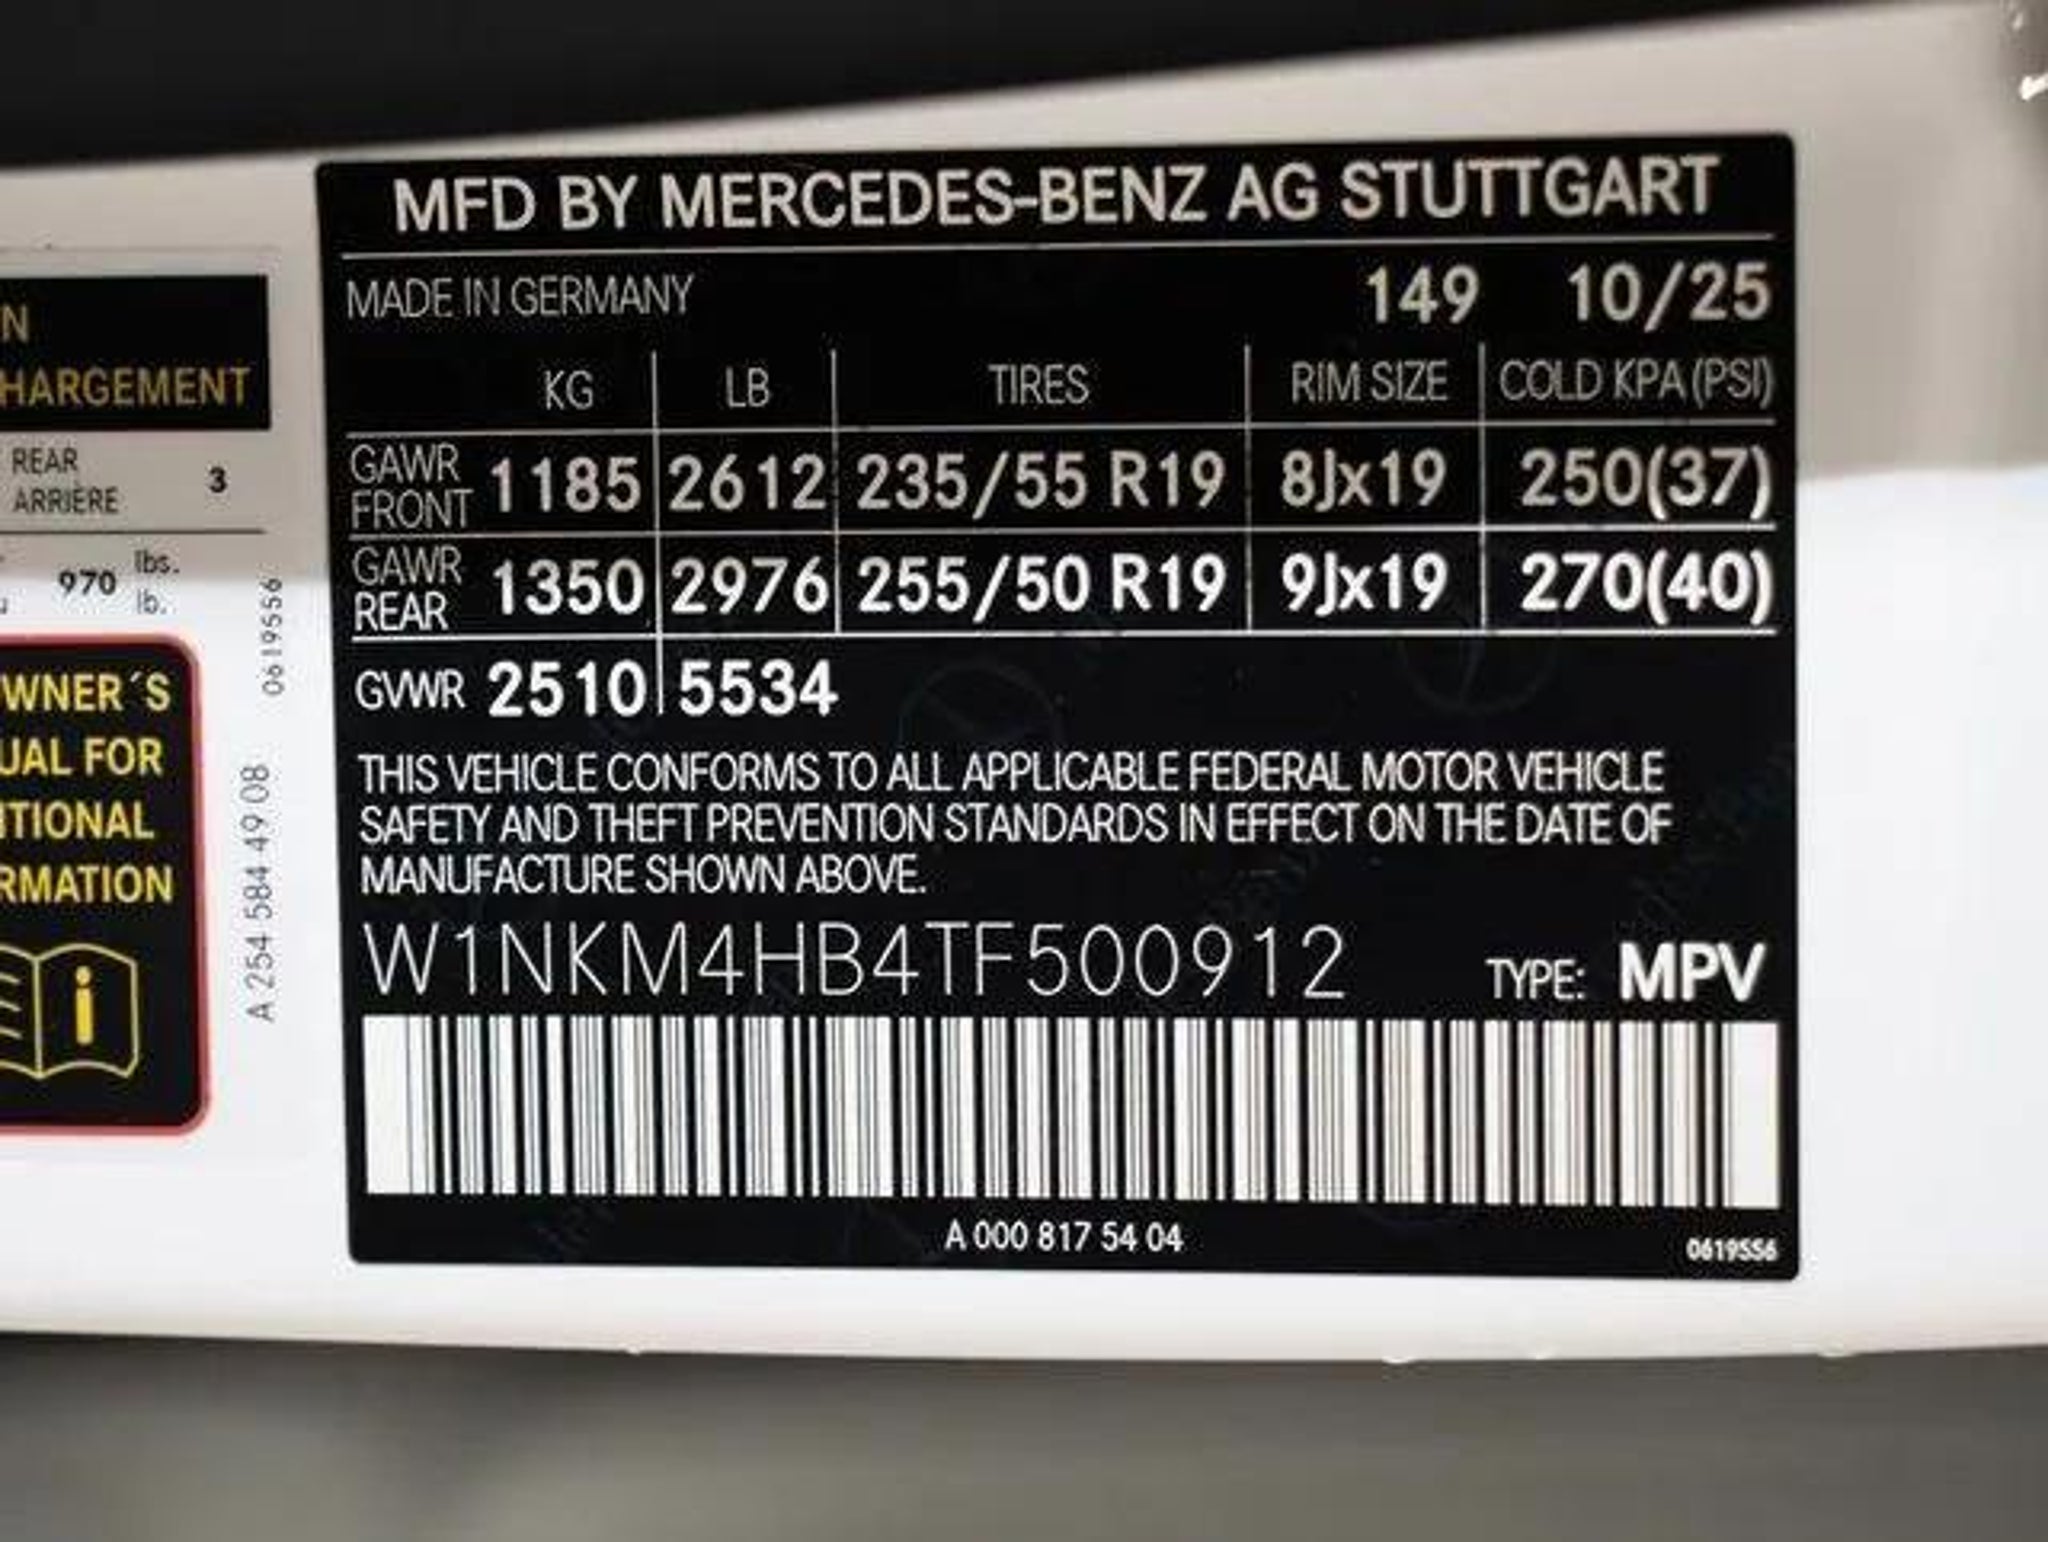 MFD BY MERCEDES-BENZ AG STUTTGART
MADE IN GERMANY 149 10/25
KG LB TIRES RIM SIZE COLD KPA (PSI)
GAWR FRONT 1185 2612 235/55 R19 8Jx19 250(37)
GAWR REAR 1350 2976 255/50 R19 9Jx19 270(40)
GVWR 2510 5534
THIS VEHICLE CONFORMS TO ALL APPLICABLE FEDERAL MOTOR VEHICLE
SAFETY AND THEFT PREVENTION STANDARDS IN EFFECT ON THE DATE OF
MANUFACTURE SHOWN ABOVE.
W1NKM4HB4TF500912 TYPE: MPV
A 000 817 54 04
0619556
N
HARGEMENT
REAR
ARRIÈRE 3
970 lbs.
lb.
WNER´S
UAL FOR
ITIONAL
RMATION
i
A 254 584 49 08 0619556